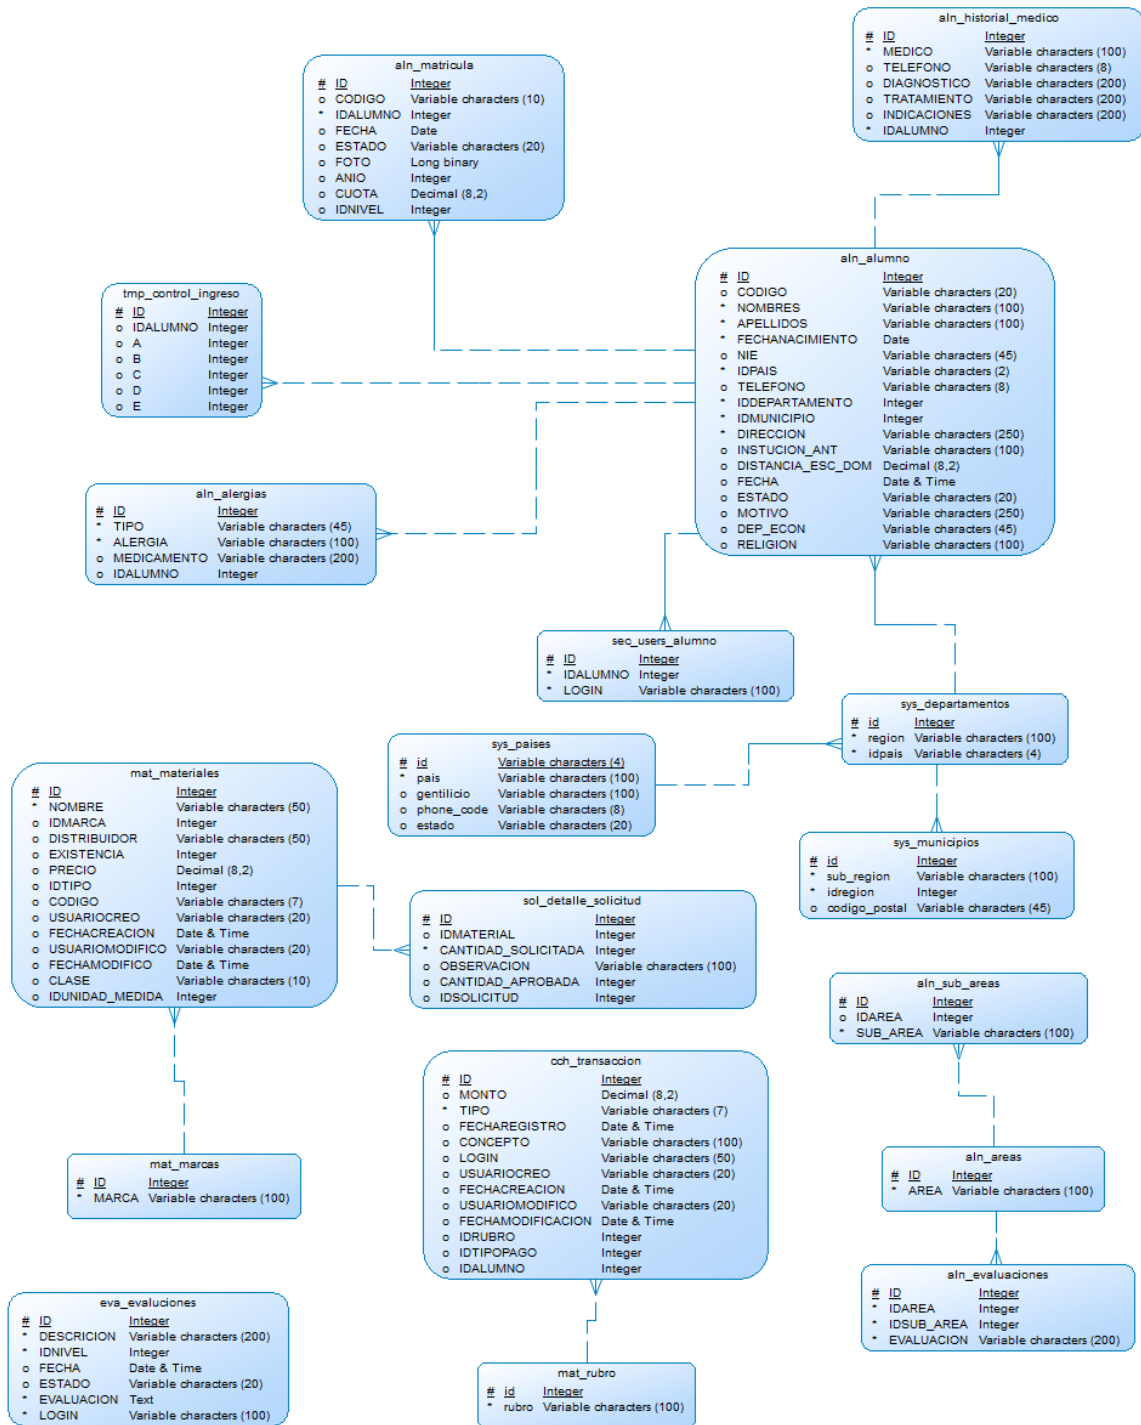 aln_historial_medico
# ID Integer
* MEDICO Variable characters (100)
o TELEFONO Variable characters (8)
o DIAGNOSTICO Variable characters (200)
o TRATAMIENTO Variable characters (200)
o INDICACIONES Variable characters (200)
* IDALUMNO Integer
aln_matricula
# ID Integer
o CODIGO Variable characters (10)
* IDALUMNO Integer
o FECHA Date
o ESTADO Variable characters (20)
o FOTO Long binary
o ANIO Integer
o CUOTA Decimal (8,2)
o IDNIVEL Integer
aln_alumno
# ID Integer
o CODIGO Variable characters (20)
* NOMBRES Variable characters (100)
* APELLIDOS Variable characters (100)
* FECHANACIMIENTO Date
o NIE Variable characters (45)
* IDPAIS Variable characters (2)
o TELEFONO Variable characters (8)
* IDDEPARTAMENTO Integer
* IDMUNICIPIO Integer
* DIRECCION Variable characters (250)
o INSTUCION_ANT Variable characters (100)
o DISTANCIA_ESC_DOM Decimal (8,2)
o FECHA Date & Time
o ESTADO Variable characters (20)
o MOTIVO Variable characters (250)
o DEP_ECON Variable characters (45)
o RELIGION Variable characters (100)
tmp_control_ingreso
# ID Integer
o IDALUMNO Integer
o A Integer
o B Integer
o C Integer
o D Integer
o E Integer
aln_alergias
# ID Integer
* TIPO Variable characters (45)
* ALERGIA Variable characters (100)
o MEDICAMENTO Variable characters (200)
o IDALUMNO Integer
sec_users_alumno
# ID Integer
* IDALUMNO Integer
* LOGIN Variable characters (100)
sys_departamentos
# id Integer
* region Variable characters (100)
* idpais Variable characters (4)
sys_paises
# id Variable characters (4)
* pais Variable characters (100)
o gentilicio Variable characters (100)
o phone_code Variable characters (8)
o estado Variable characters (20)
mat_materiales
# ID Integer
* NOMBRE Variable characters (50)
o IDMARCA Integer
o DISTRIBUIDOR Variable characters (50)
o EXISTENCIA Integer
o PRECIO Decimal (8,2)
o IDTIPO Integer
o CODIGO Variable characters (7)
o USUARIOCREO Variable characters (20)
o FECHACREACION Date & Time
o USUARIOMODIFICO Variable characters (20)
o FECHAMODIFICO Date & Time
o CLASE Variable characters (10)
o IDUNIDAD_MEDIDA Integer
sys_municipios
# id Integer
* sub_region Variable characters (100)
* idregion Integer
o codigo_postal Variable characters (45)
sol_detalle_solicitud
# ID Integer
o IDMATERIAL Integer
* CANTIDAD_SOLICITADA Integer
o OBSERVACION Variable characters (100)
o CANTIDAD_APROBADA Integer
o IDSOLICITUD Integer
aln_sub_areas
# ID Integer
o IDAREA Integer
* SUB_AREA Variable characters (100)
cch_transaccion
# ID Integer
o MONTO Decimal (8,2)
* TIPO Variable characters (7)
o FECHAREGISTRO Date & Time
o CONCEPTO Variable characters (100)
o LOGIN Variable characters (50)
o USUARIOCREO Variable characters (20)
o FECHACREACION Date & Time
o USUARIOMODIFICO Variable characters (20)
o FECHAMODIFICACION Date & Time
o IDRUBRO Integer
o IDTIPOPAGO Integer
o IDALUMNO Integer
mat_marcas
# ID Integer
* MARCA Variable characters (100)
aln_areas
# ID Integer
* AREA Variable characters (100)
aln_evaluaciones
# ID Integer
* IDAREA Integer
* IDSUB_AREA Integer
* EVALUACION Variable characters (200)
eva_evaluciones
# ID Integer
* DESCRICION Variable characters (200)
* IDNIVEL Integer
o FECHA Date & Time
o ESTADO Variable characters (20)
* EVALUACION Text
* LOGIN Variable characters (100)
mat_rubro
# id Integer
* rubro Variable characters (100)